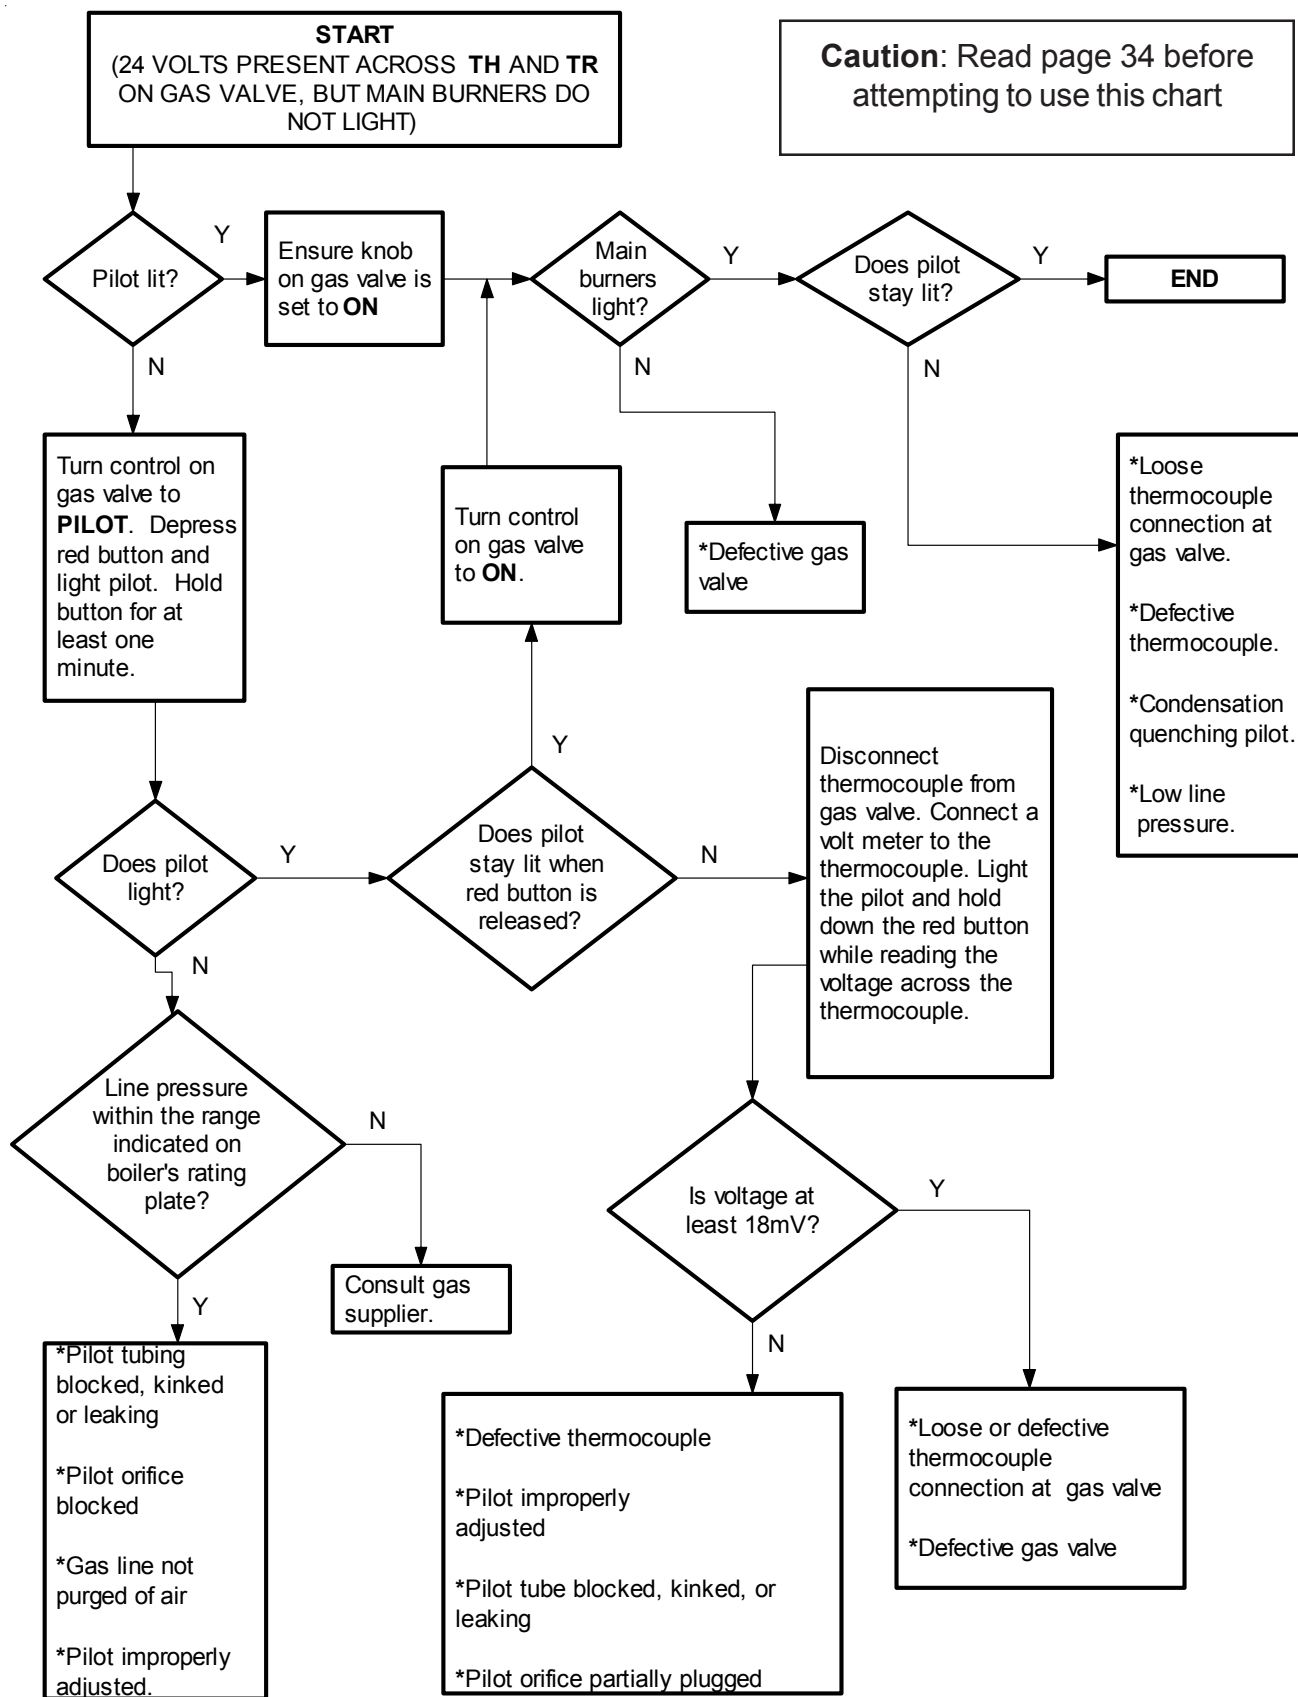 START
(24 VOLTS PRESENT ACROSS TH AND TR
ON GAS VALVE, BUT MAIN BURNERS DO
NOT LIGHT)
Caution: Read page 34 before
attempting to use this chart
Pilot lit?
Y
N
Ensure knob
on gas valve is
set to ON
Main
burners
light?
Y
N
Does pilot
stay lit?
Y
N
END
Turn control on
gas valve to
PILOT. Depress
red button and
light pilot. Hold
button for at
least one
minute.
Turn control
on gas valve
to ON.
*Defective gas
valve
*Loose
thermocouple
connection at
gas valve.
*Defective
thermocouple.
*Condensation
quenching pilot.
*Low line
pressure.
Does pilot
light?
Y
N
Does pilot
stay lit when
red button is
released?
Y
N
Disconnect
thermocouple from
gas valve. Connect a
volt meter to the
thermocouple. Light
the pilot and hold
down the red button
while reading the
voltage across the
thermocouple.
Line pressure
within the range
indicated on
boiler's rating
plate?
N
Y
Consult gas
supplier.
Is voltage at
least 18mV?
Y
N
*Pilot tubing
blocked, kinked
or leaking
*Pilot orifice
blocked
*Gas line not
purged of air
*Pilot improperly
adjusted.
*Defective thermocouple
*Pilot improperly
adjusted
*Pilot tube blocked, kinked, or
leaking
*Pilot orifice partially plugged
*Loose or defective
thermocouple
connection at gas valve
*Defective gas valve